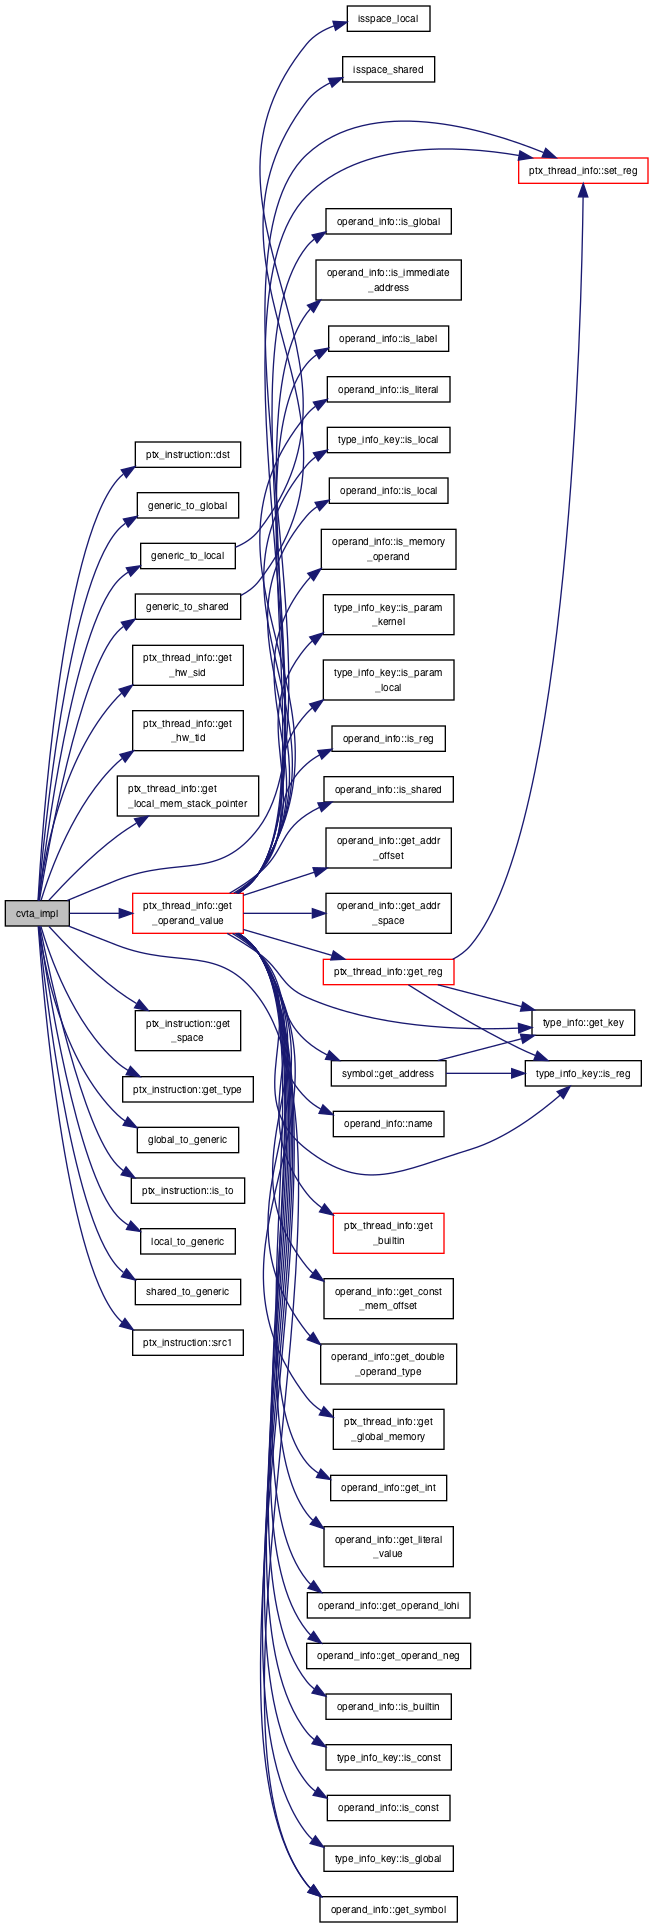 isspace_local
isspace_shared
ptx_thread_info::set_reg
operand_info::is_global
operand_info::is_immediate
_address
operand_info::is_label
operand_info::is_literal
type_info_key::is_local
operand_info::is_local
operand_info::is_memory
_operand
type_info_key::is_param
_kernel
type_info_key::is_param
_local
operand_info::is_reg
operand_info::is_shared
operand_info::get_addr
_offset
operand_info::get_addr
_space
ptx_thread_info::get_reg
type_info::get_key
symbol::get_address
type_info_key::is_reg
operand_info::name
ptx_thread_info::get
_builtin
operand_info::get_const
_mem_offset
operand_info::get_double
_operand_type
ptx_thread_info::get
_global_memory
operand_info::get_int
operand_info::get_literal
_value
operand_info::get_operand_lohi
operand_info::get_operand_neg
operand_info::is_builtin
type_info_key::is_const
operand_info::is_const
type_info_key::is_global
operand_info::get_symbol
ptx_instruction::dst
generic_to_global
generic_to_local
generic_to_shared
ptx_thread_info::get
_hw_sid
ptx_thread_info::get
_hw_tid
ptx_thread_info::get
_local_mem_stack_pointer
cvta_impl
ptx_thread_info::get
_operand_value
ptx_instruction::get
_space
ptx_instruction::get_type
global_to_generic
ptx_instruction::is_to
local_to_generic
shared_to_generic
ptx_instruction::src1